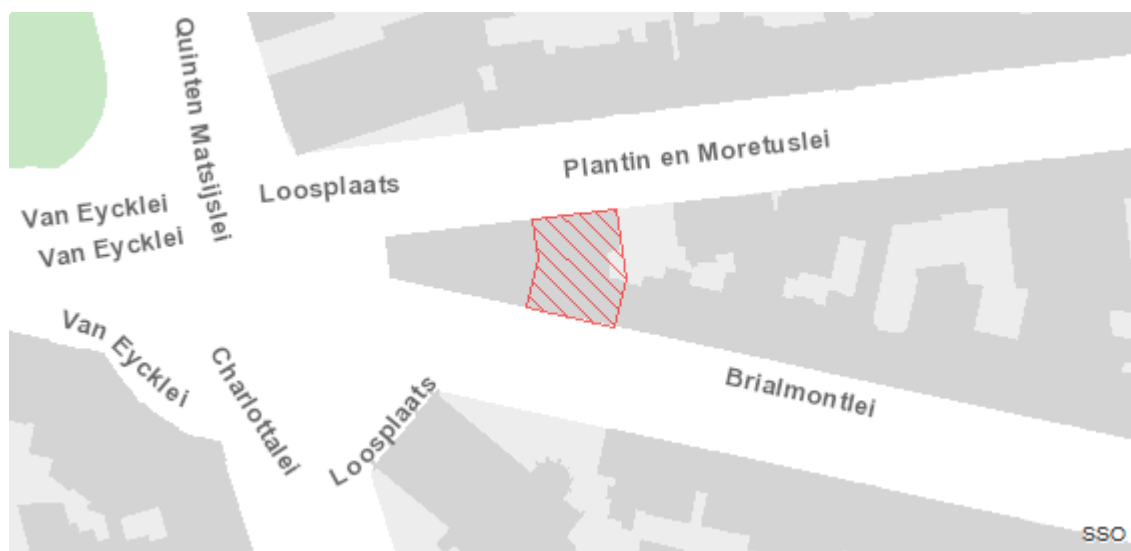 Quinten Matsijslei
Plantin en Moretuslei
Loosplaats
Van Eycklei
Van Eycklei
Van Eycklei
Charlottalei
Loosplaats
Brialmontlei
SSO